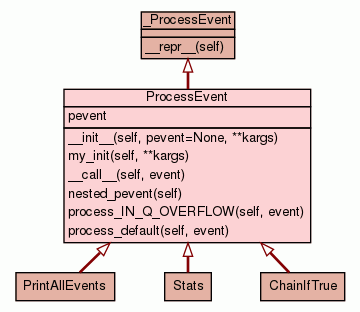 _ProcessEvent
__repr__(self)
ProcessEvent
pevent
__init__(self, pevent=None, **kargs)
my_init(self, **kargs)
__call__(self, event)
nested_pevent(self)
process_IN_Q_OVERFLOW(self, event)
process_default(self, event)
PrintAllEvents
Stats
ChainIfTrue